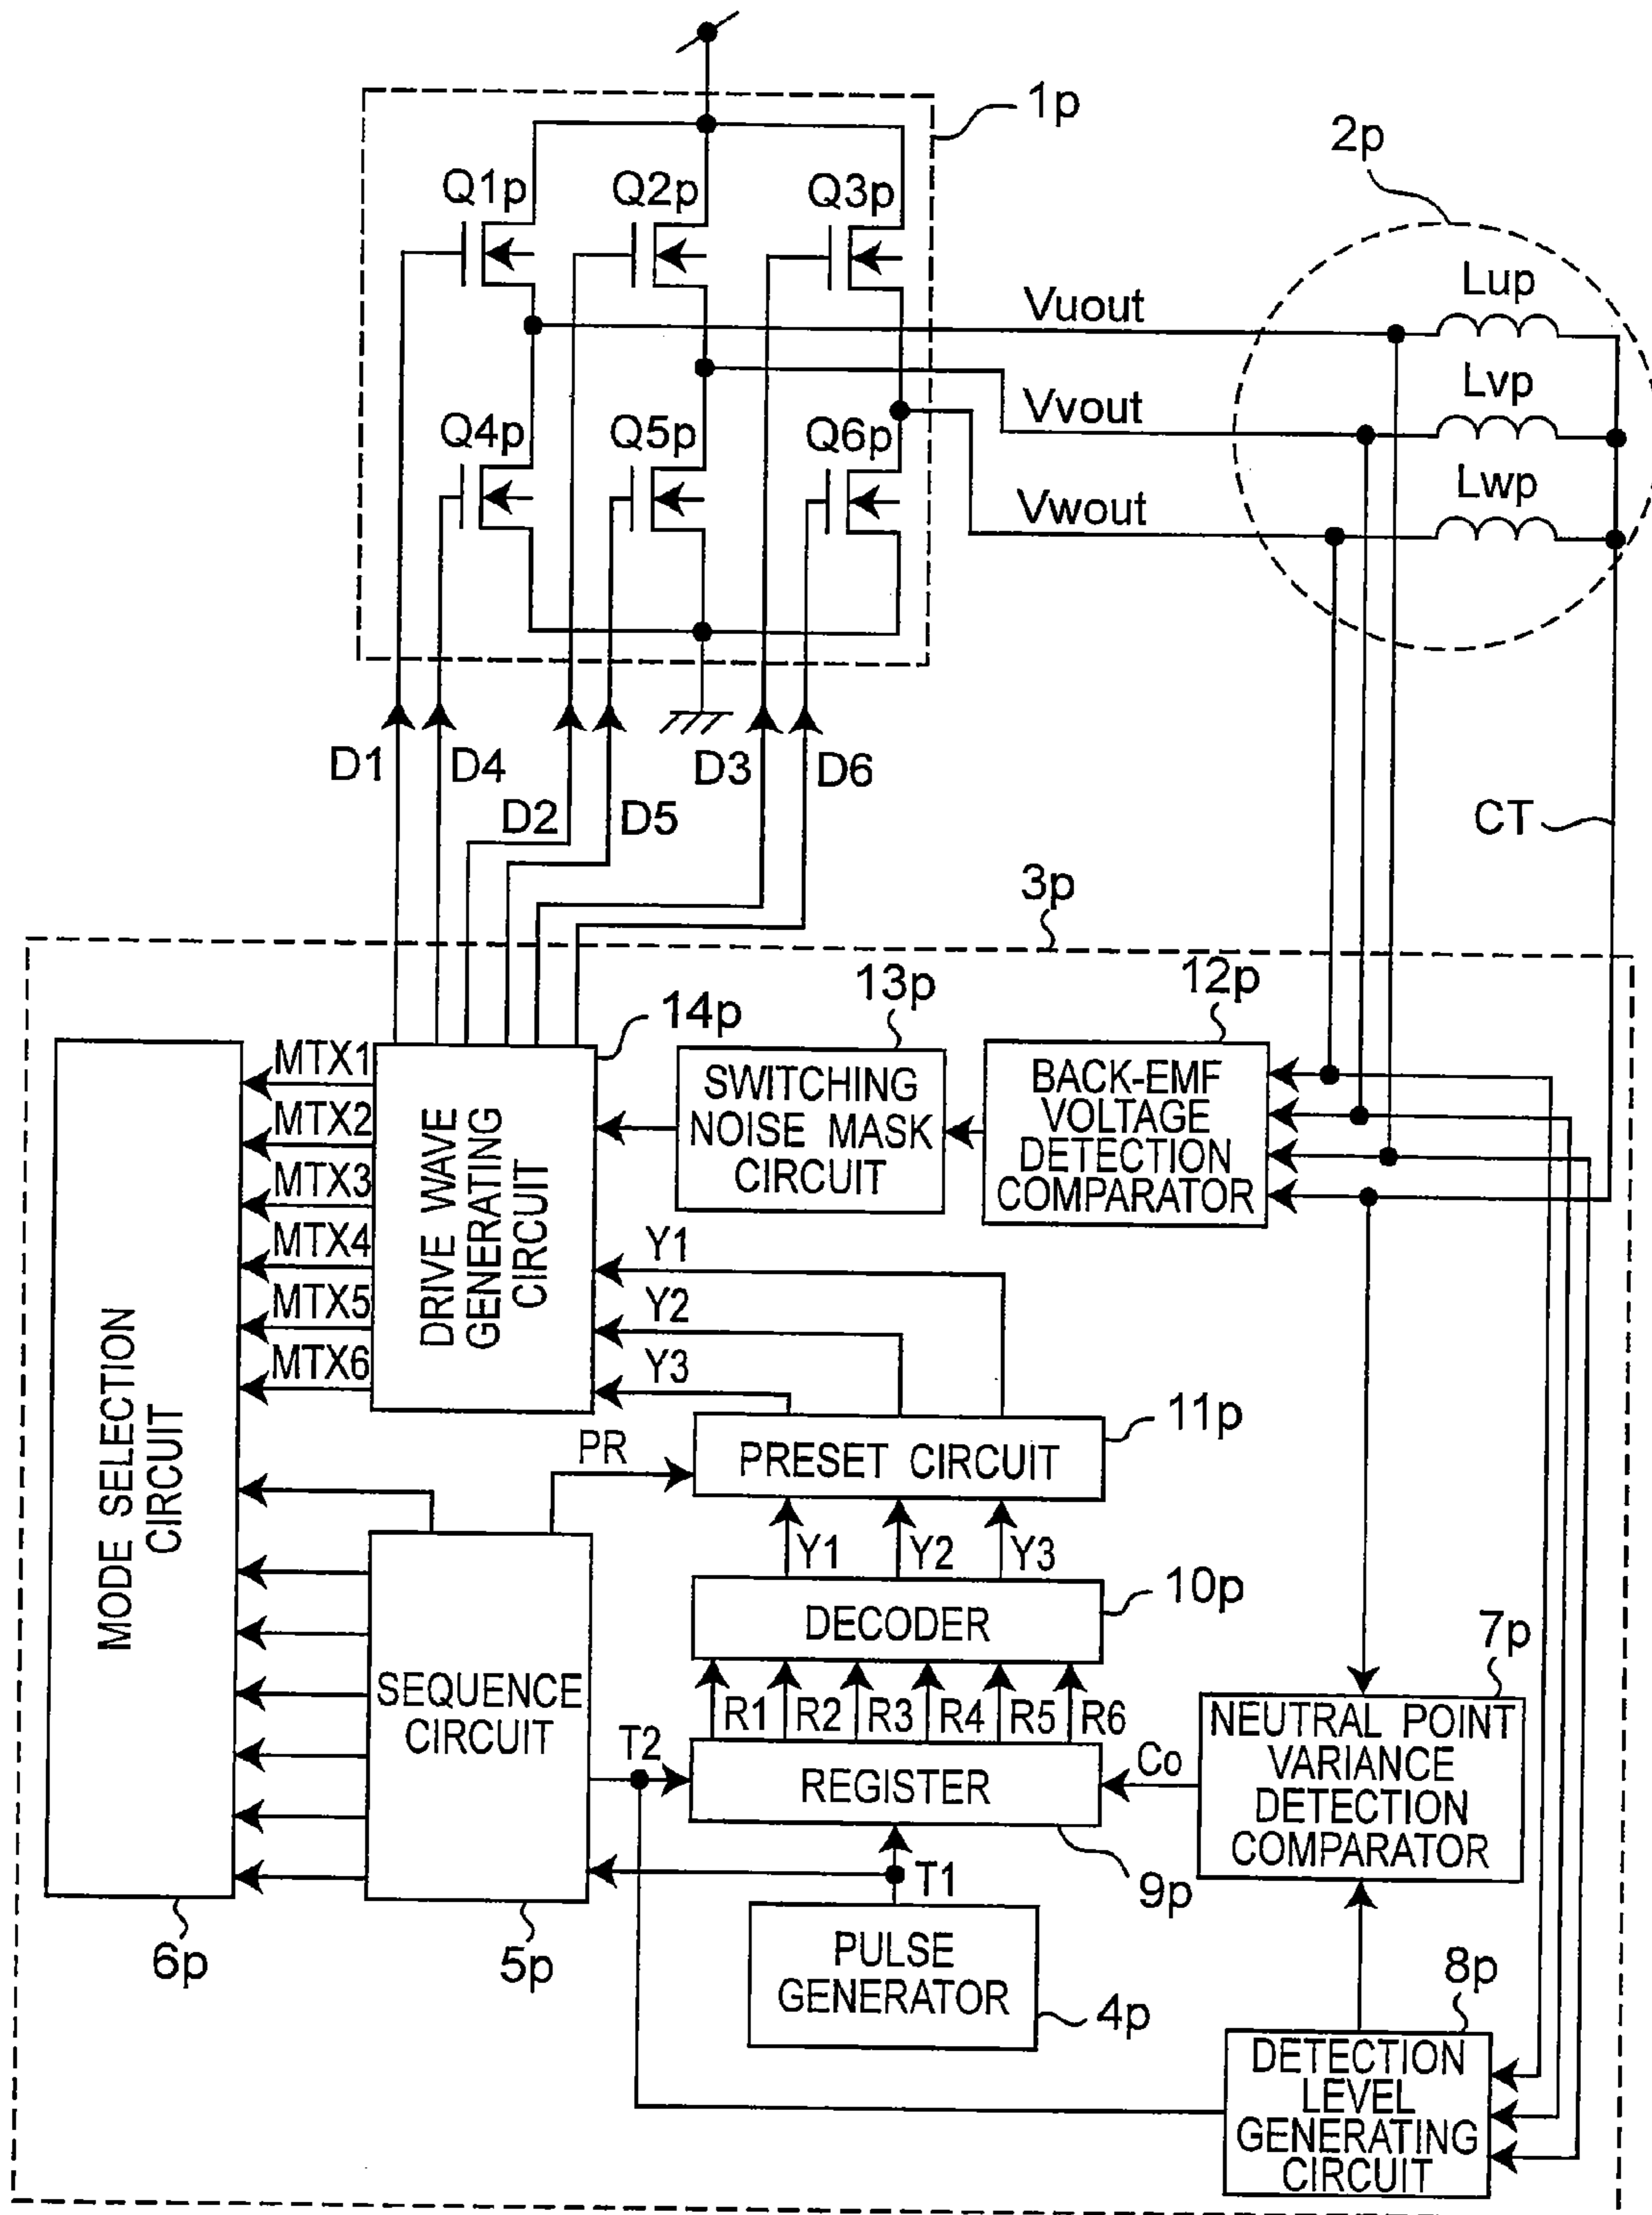 1p
2p
Q1p
Q2p
Q3p
Lup
Vuout
Lvp
Vvout
Q4p
Q5p
Q6p
Lwp
Vwout
D1
D4
D3
D6
D2
D5
CT
3p
12p
13p
14p
MTX1
MTX2
MTX3
MTX4
MTX5
MTX6
DRIVE WAVE
GENERATING
CIRCUIT
SWITCHING
NOISE MASK
CIRCUIT
BACK-EMF
VOLTAGE
DETECTION
COMPARATOR
Y1
Y2
Y3
MODE SELECTION
CIRCUIT
PR
PRESET CIRCUIT
11p
Y1
Y2
Y3
DECODER
10p
7p
SEQUENCE
CIRCUIT
R1
R2
R3
R4
R5
R6
T2
REGISTER
Co
NEUTRAL POINT
VARIANCE
DETECTION
COMPARATOR
T1
9p
6p
5p
PULSE
GENERATOR
4p
8p
DETECTION
LEVEL
GENERATING
CIRCUIT